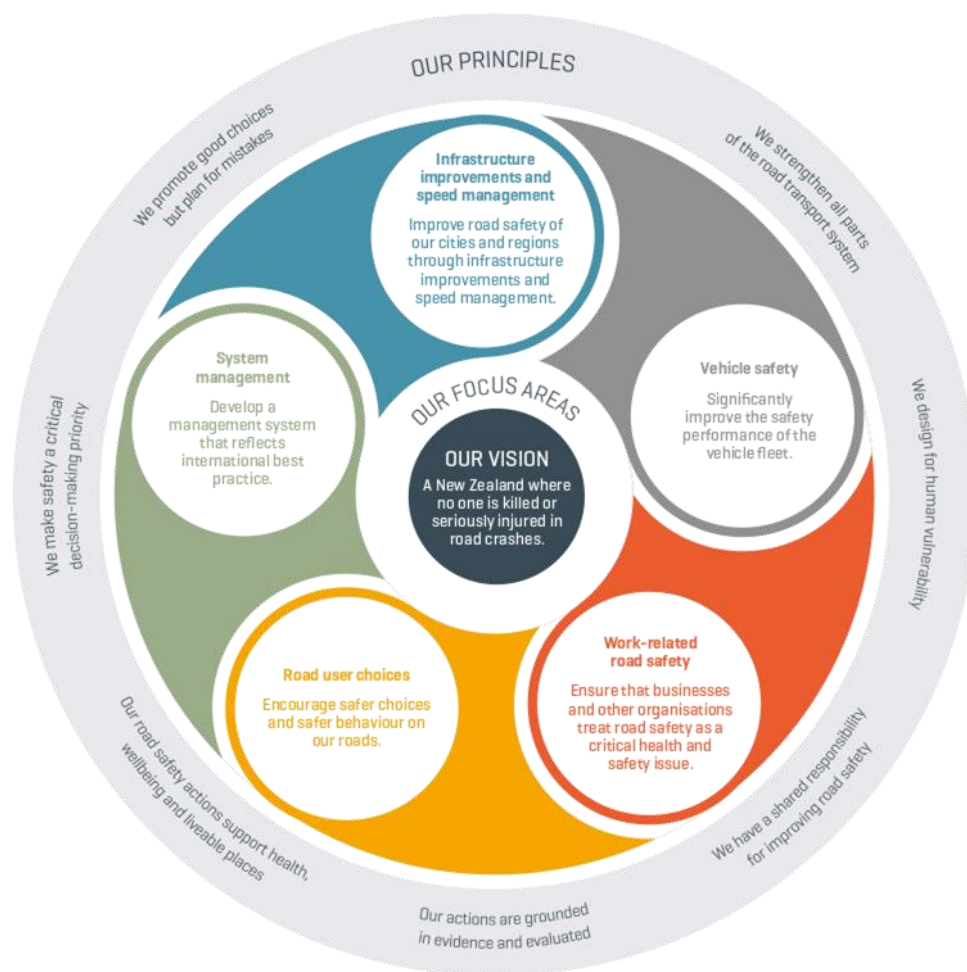 OUR PRINCIPLES
We promote good choices
but plan for mistakes
We strengthen all parts
of the road transport system
We design for human vulnerability
We have a shared responsibility
for improving road safety
Our actions are grounded
in evidence and evaluated
Our road safety actions support health,
wellbeing and liveable places
We make safety a critical
decision-making priority
Infrastructure
improvements and
speed management
Improve road safety of
our cities and regions
through infrastructure
improvements and
speed management.
Vehicle safety
Significantly
improve the safety
performance of the
vehicle fleet.
Work-related
road safety
Ensure that businesses
and other organisations
treat road safety as a
critical health and
safety issue.
Road user choices
Encourage safer choices
and safer behaviour on
our roads.
System
management
Develop a
management system
that reflects
international best
practice.
OUR FOCUS AREAS
OUR VISION
A New Zealand where
no one is killed or
seriously injured in
road crashes.